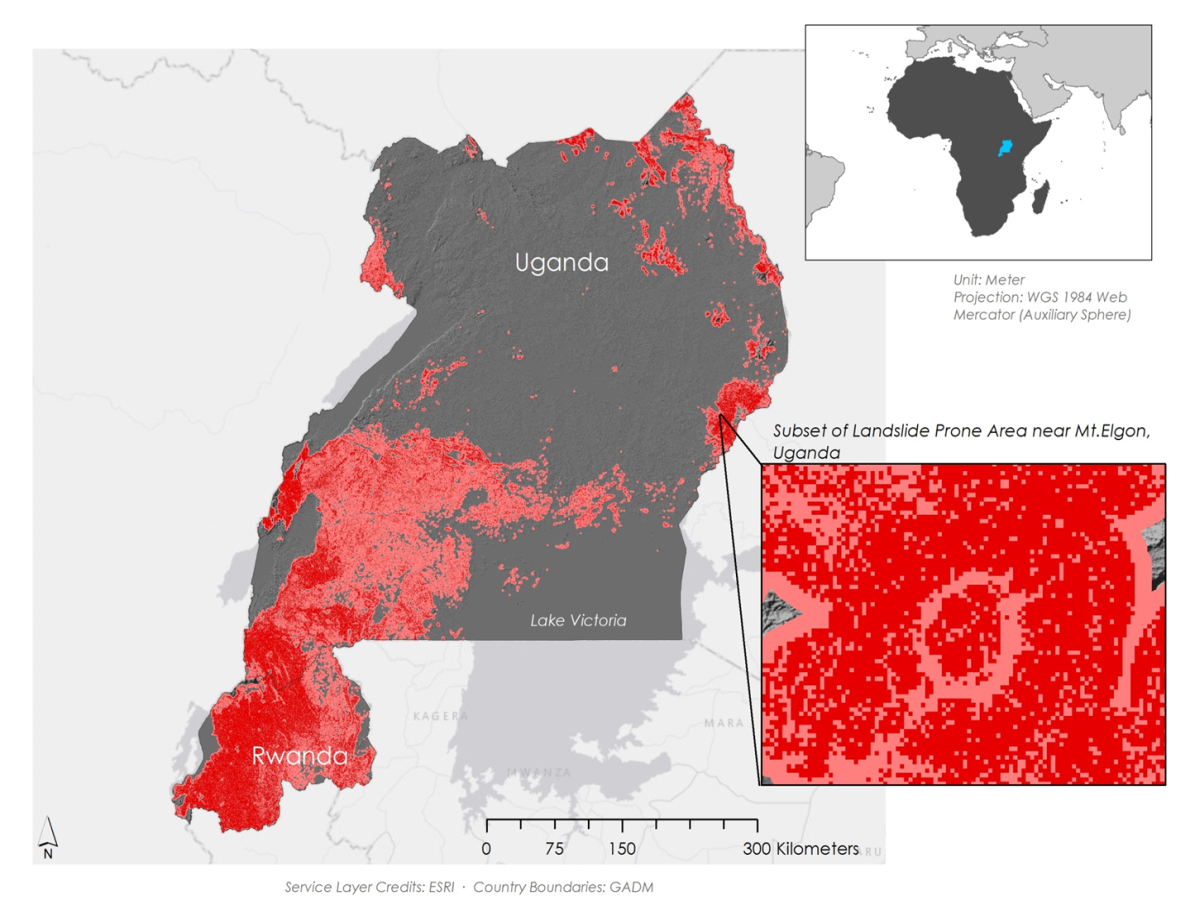 Uganda
Unit: Meter
Projection: WGS 1984 Web
Mercator (Auxiliary Sphere)
Subset of Landslide Prone Area near Mt.Elgon,
Uganda
Lake Victoria
KAGERA
MARA
Rwanda
MWANZA
0 75 150 300 Kilometers
ARU
N
Service Layer Credits: ESRI · Country Boundaries: GADM